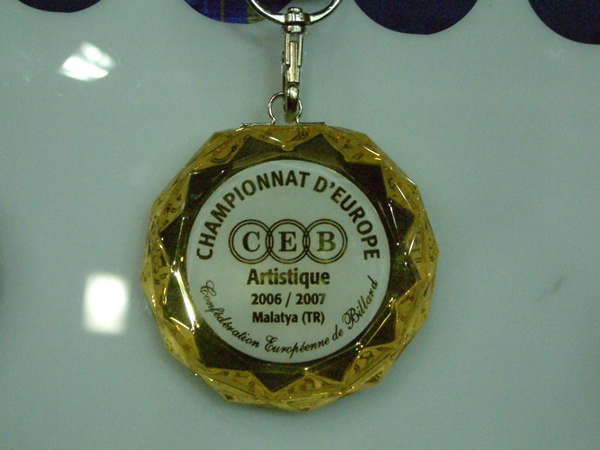 CHAMPIONNAT D'EUROPE
CEB
Artistique
2006 / 2007
Malatya (TR)
Confédération Européenne de Billard